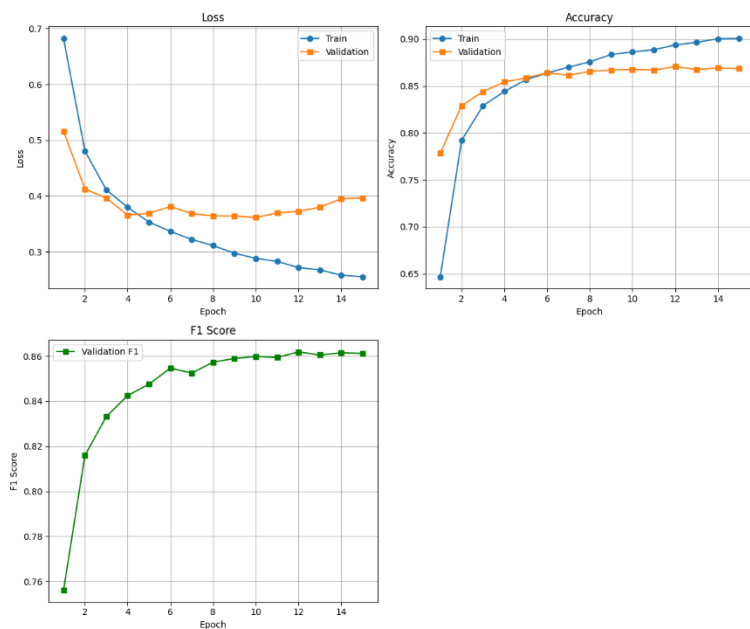 Loss
0.7
0.6
0.5
0.4
0.3
Loss
Train
Validation
2 4 6 8 10 12 14
Epoch
Accuracy
0.90
0.85
0.80
0.75
0.70
0.65
Accuracy
Train
Validation
2 4 6 8 10 12 14
Epoch
F1 Score
0.86
0.84
0.82
0.80
0.78
0.76
F1 Score
Validation F1
2 4 6 8 10 12 14
Epoch